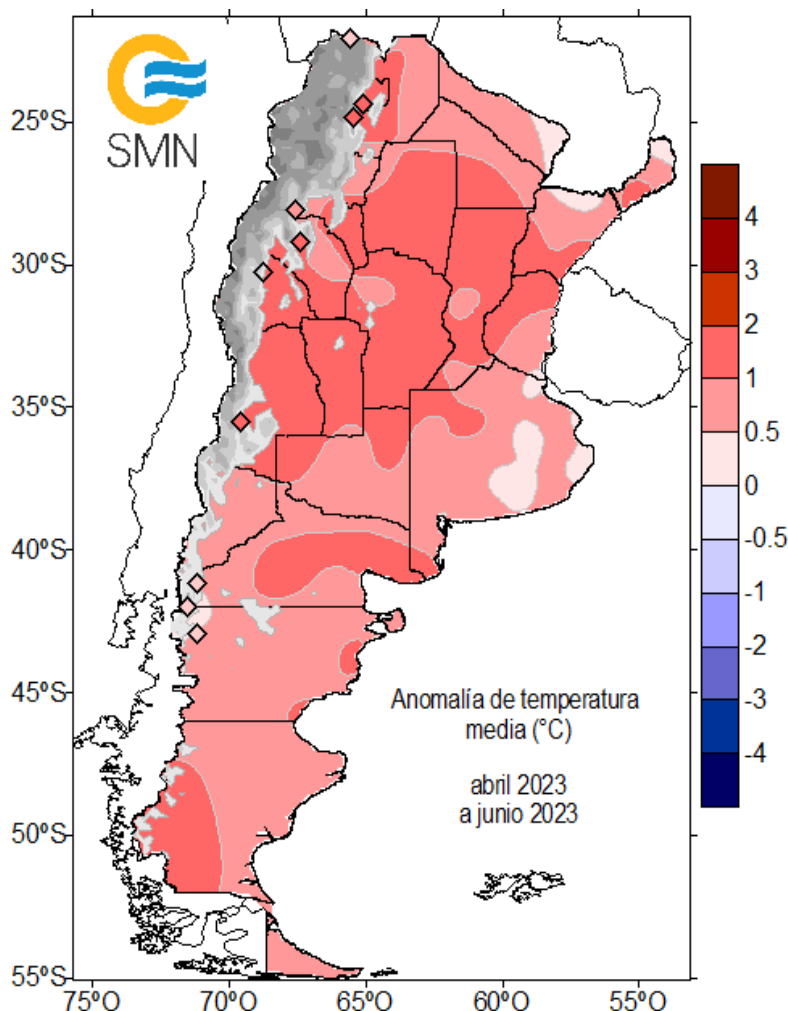 SMN
25ºS
30ºS
35ºS
40ºS
45ºS
50ºS
55ºS
75ºO
70ºO
65ºO
60ºO
55ºO
4
3
2
1
0.5
0
-0.5
-1
-2
-3
-4
Anomalía de temperatura
media (°C)
abril 2023
a junio 2023